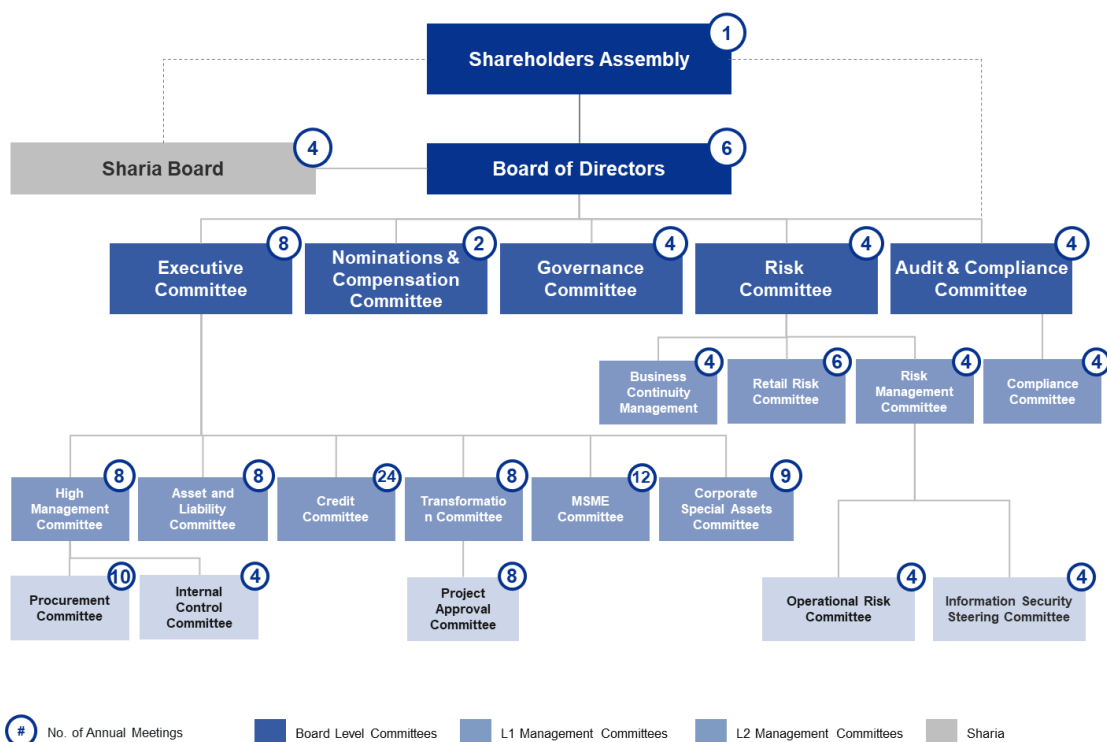 1
Shareholders Assembly
4
Sharia Board
6
Board of Directors
8
Executive
Committee
2
Nominations &
Compensation
Committee
4
Governance
Committee
4
Risk
Committee
4
Audit & Compliance
Committee
4
Business
Continuity
Management
6
Retail Risk
Committee
4
Risk
Management
Committee
4
Compliance
Committee
8
High
Management
Committee
8
Asset and
Liability
Committee
24
Credit
Committee
8
Transformatio
n Committee
12
MSME
Committee
9
Corporate
Special Assets
Committee
10
Procurement
Committee
4
Internal
Control
Committee
8
Project
Approval
Committee
4
Operational Risk
Committee
4
Information Security
Steering Committee
# No. of Annual Meetings
Board Level Committees
L1 Management Committees
L2 Management Committees
Sharia